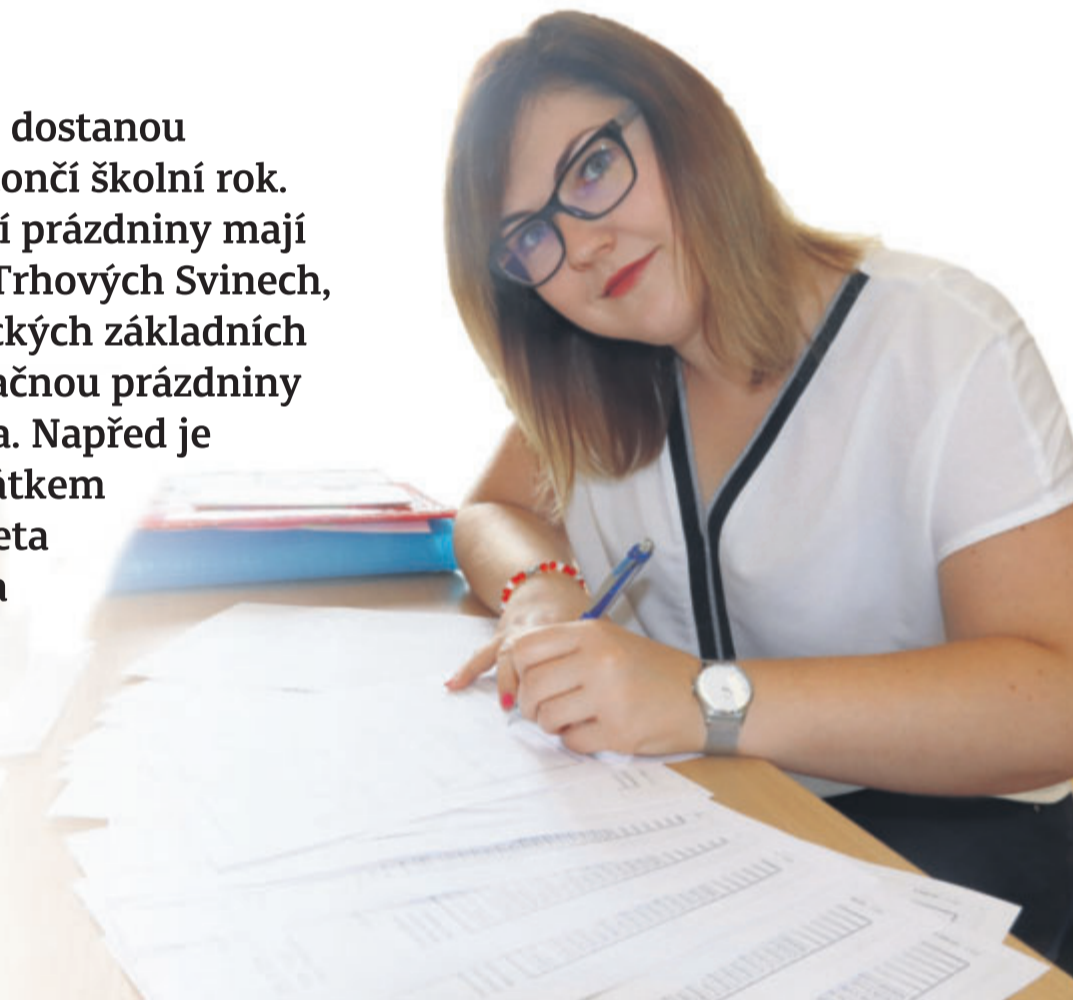 dostanou
ončí školní rok.
í prázdniny mají
Trhových Svinech,
ckých základních
ačnou prázdniny
a. Napřed je
átkem
eta
a